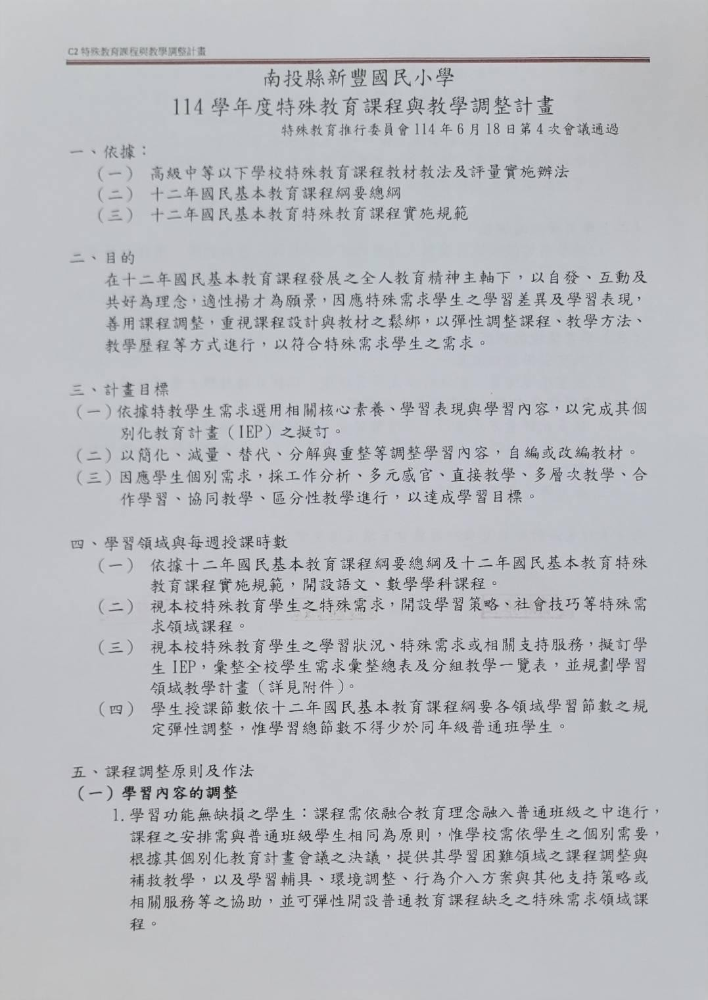 C2 特殊教育課程與教學調整計畫
南投縣新豐國民小學
114 學年度特殊教育課程與教學調整計畫
特殊教育推行委員會 114 年 6 月 18 日第 4 次會議通過
一、依據：
（一） 高級中等以下學校特殊教育課程教材教法及評量實施辦法
（二） 十二年國民基本教育課程綱要總綱
（三） 十二年國民基本教育特殊教育課程實施規範
二、目的
在十二年國民基本教育課程發展之全人教育精神主軸下，以自發、互動及
共好為理念，適性揚才為願景，因應特殊需求學生之學習差異及學習表現，
善用課程調整，重視課程設計與教材之鬆綁，以彈性調整課程、教學方法、
教學歷程等方式進行，以符合特殊需求學生之需求。
三、計畫目標
（一）依據特教學生需求選用相關核心素養、學習表現與學習內容，以完成其個
別化教育計畫（IEP）之擬訂。
（二）以簡化、減量、替代、分解與重整等調整學習內容，自編或改編教材。
（三）因應學生個別需求，採工作分析、多元感官、直接教學、多層次教學、合
作學習、協同教學、區分性教學進行，以達成學習目標。
四、學習領域與每週授課時數
（一） 依據十二年國民基本教育課程綱要總綱及十二年國民基本教育特殊
教育課程實施規範，開設語文、數學學科課程。
（二） 視本校特殊教育學生之特殊需求，開設學習策略、社會技巧等特殊需
求領域課程。
（三） 視本校特殊教育學生之學習狀況、特殊需求或相關支持服務，擬訂學
生 IEP，彙整全校學生需求彙整總表及分組教學一覽表，並規劃學習
領域教學計畫（詳見附件）。
（四） 學生授課節數依十二年國民基本教育課程綱要各領域學習節數之規
定彈性調整，惟學習總節數不得少於同年級普通班學生。
五、課程調整原則及作法
（一）學習內容的調整
1. 學習功能無缺損之學生：課程需依融合教育理念融入普通班級之中進行，
課程之安排需與普通班級學生相同為原則，惟學校需依學生之個別需要，
根據其個別化教育計畫會議之決議，提供其學習困難領域之課程調整與
補救教學，以及學習輔具、環境調整、行為介入方案與其他支持策略或
相關服務等之協助，並可彈性開設普通教育課程缺乏之特殊需求領域課
程。